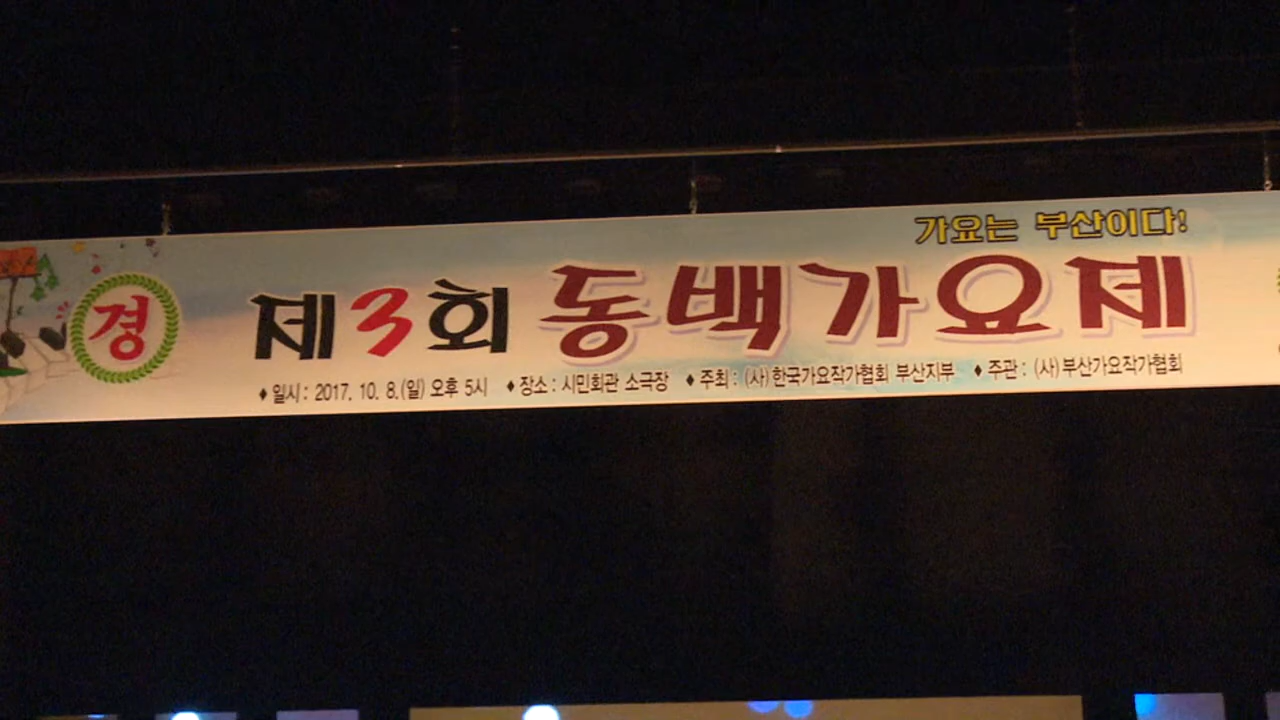 가요는 부산이다!
경 제3회 동백가요제
♦일시: 2017. 10. 8.(일) 오후 5시 ♦장소: 시민회관 소극장 ♦주최: (사)한국가요작가협회 부산지부 ♦주관: (사)부산가요작가협회